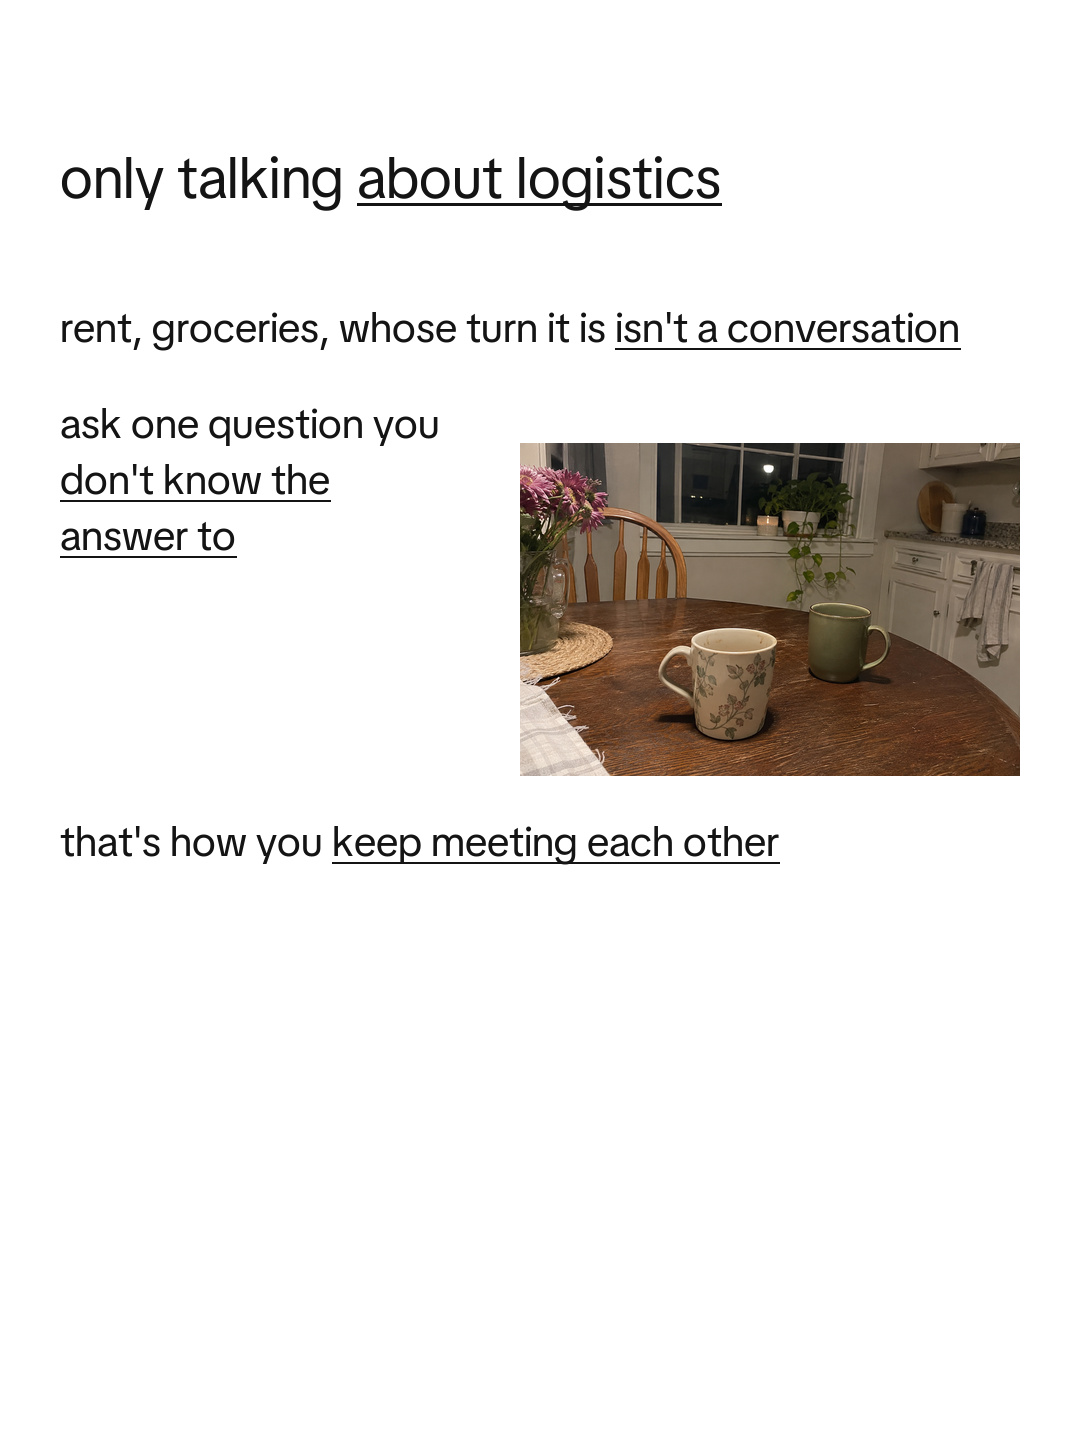 only talking about logistics
rent, groceries, whose turn it is isn't a conversation
ask one question you
don't know the
answer to
that's how you keep meeting each other